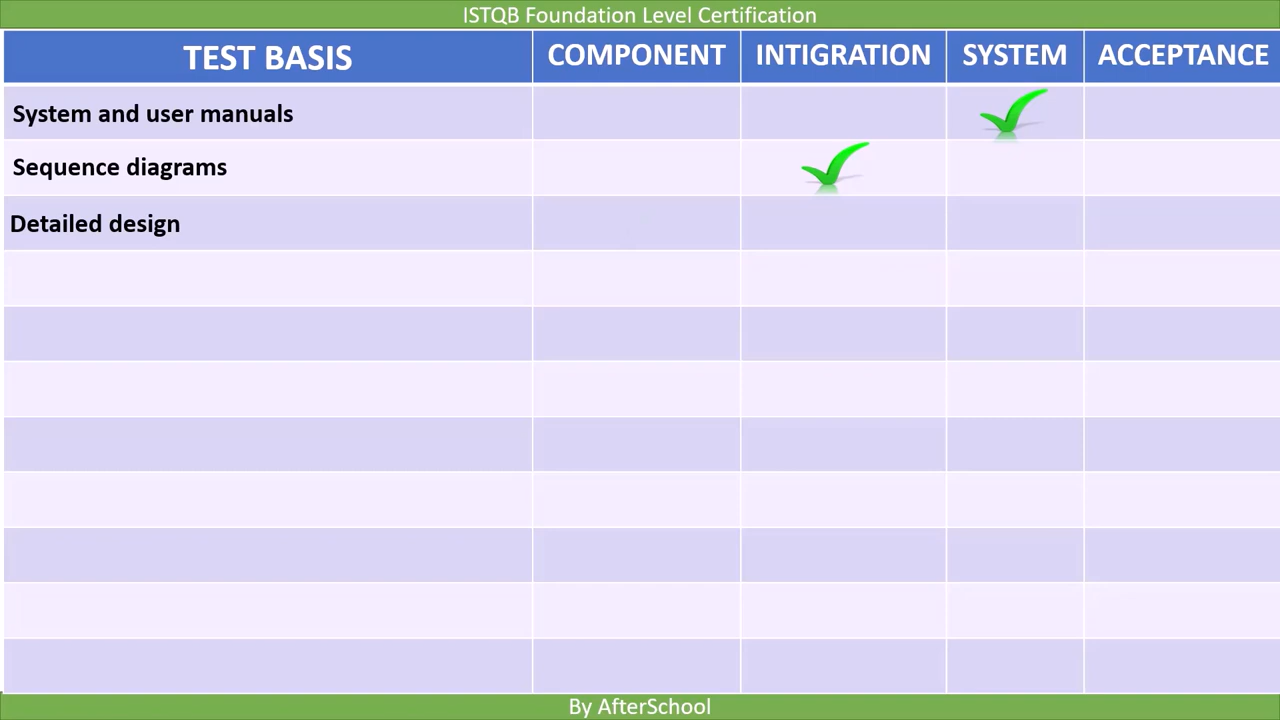 ISTQB Foundation Level Certification
TEST BASIS COMPONENT INTIGRATION SYSTEM ACCEPTANCE
System and user manuals
Sequence diagrams
Detailed design
By AfterSchool